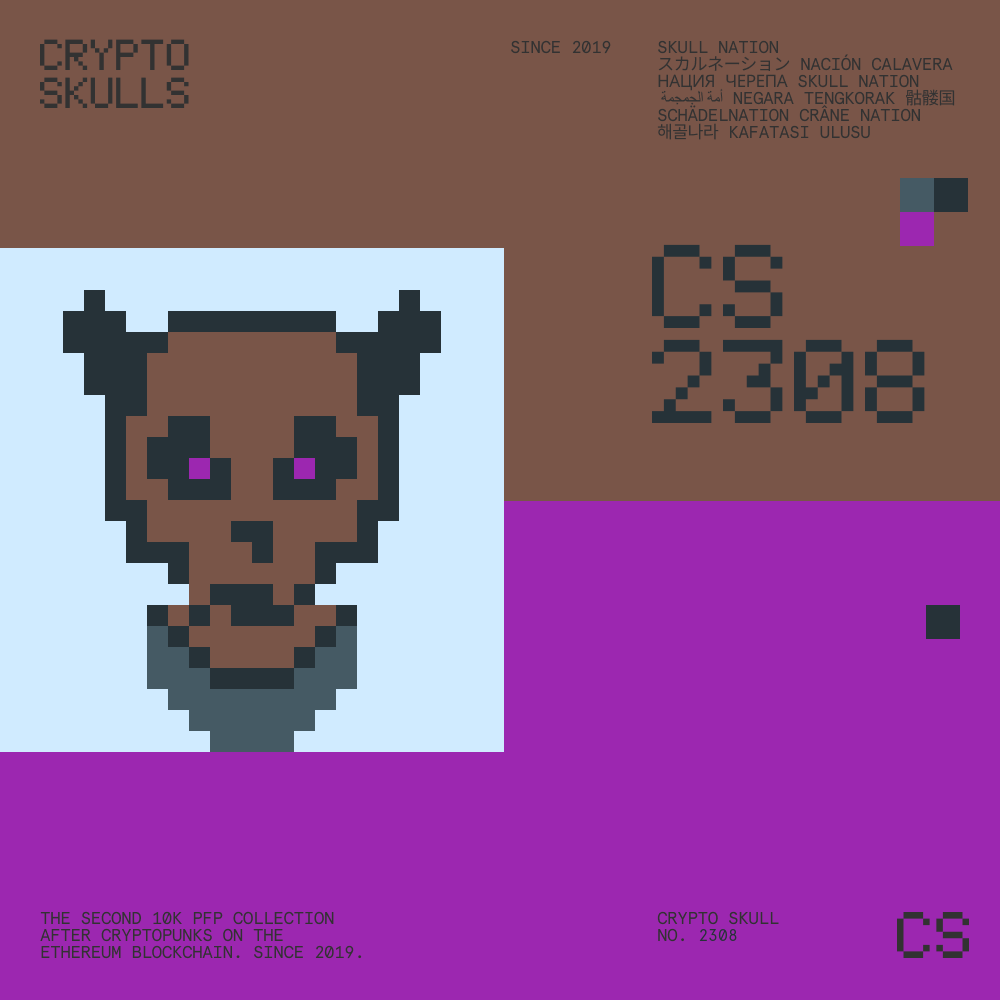 CRYPTO
SKULLS
SINCE 2019
SKULL NATION
スカルネーション NACIÓN CALAVERA
НАЦИЯ ЧЕРЕПА SKULL NATION
أمة الجمجمة NEGARA TENGKORAK 骷髅国
SCHÄDELNATION CRÂNE NATION
해골나라 KAFATASI ULUSU
CS
2308
THE SECOND 10K PFP COLLECTION
AFTER CRYPTOPUNKS ON THE
ETHEREUM BLOCKCHAIN. SINCE 2019.
CRYPTO SKULL
NO. 2308
CS